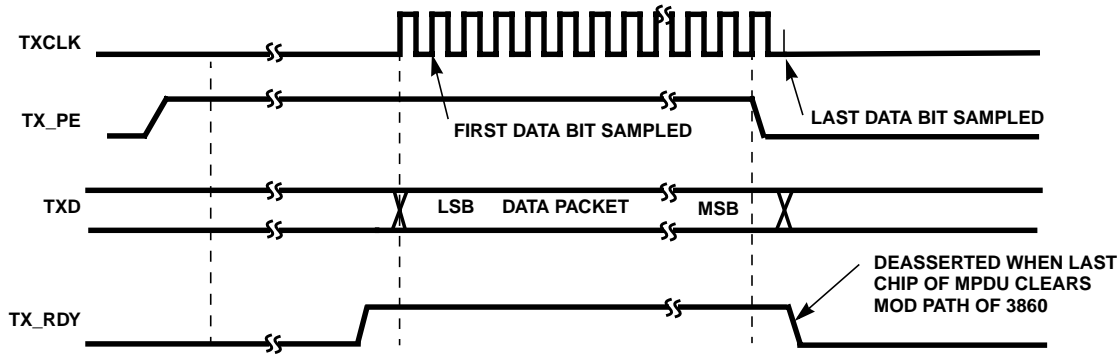 TXCLK
FIRST DATA BIT SAMPLED
LAST DATA BIT SAMPLED
TX_PE
TXD
LSB DATA PACKET MSB
DEASSERTED WHEN LAST
CHIP OF MPDU CLEARS
MOD PATH OF 3860
TX_RDY